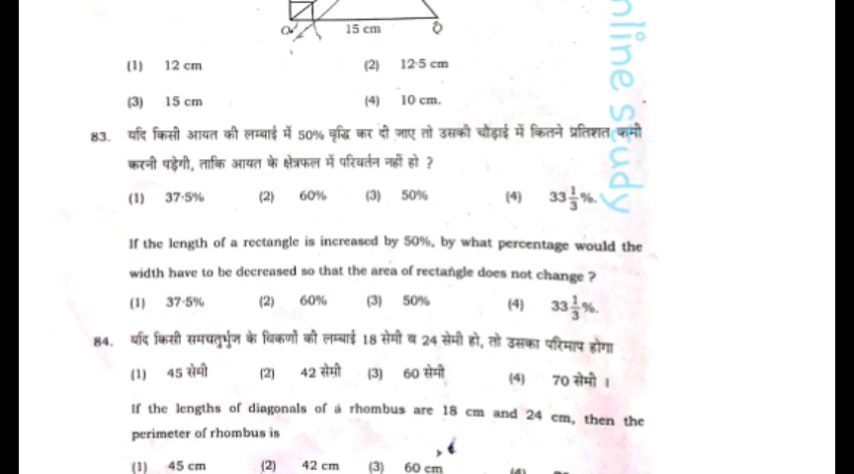 15 cm
(1) 12 cm (2) 12·5 cm
(3) 15 cm (4) 10 cm.
83. यदि किसी आयत की लम्बाई में 50% वृद्धि कर दी जाए तो उसकी चौड़ाई में कितने प्रतिशत कमी
करनी पड़ेगी, ताकि आयत के क्षेत्रफल में परिवर्तन नहीं हो ?
(1) 37·5% (2) 60% (3) 50% (4) 33 1/3 %.
If the length of a rectangle is increased by 50%, by what percentage would the
width have to be decreased so that the area of rectangle does not change ?
(1) 37·5% (2) 60% (3) 50% (4) 33 1/3 %.
84. यदि किसी समचतुर्भुज के विकर्णों की लम्बाई 18 सेमी व 24 सेमी हो, तो उसका परिमाप होगा
(1) 45 सेमी (2) 42 सेमी (3) 60 सेमी (4) 70 सेमी ।
If the lengths of diagonals of a rhombus are 18 cm and 24 cm, then the
perimeter of rhombus is
(1) 45 cm (2) 42 cm (3) 60 cm
study